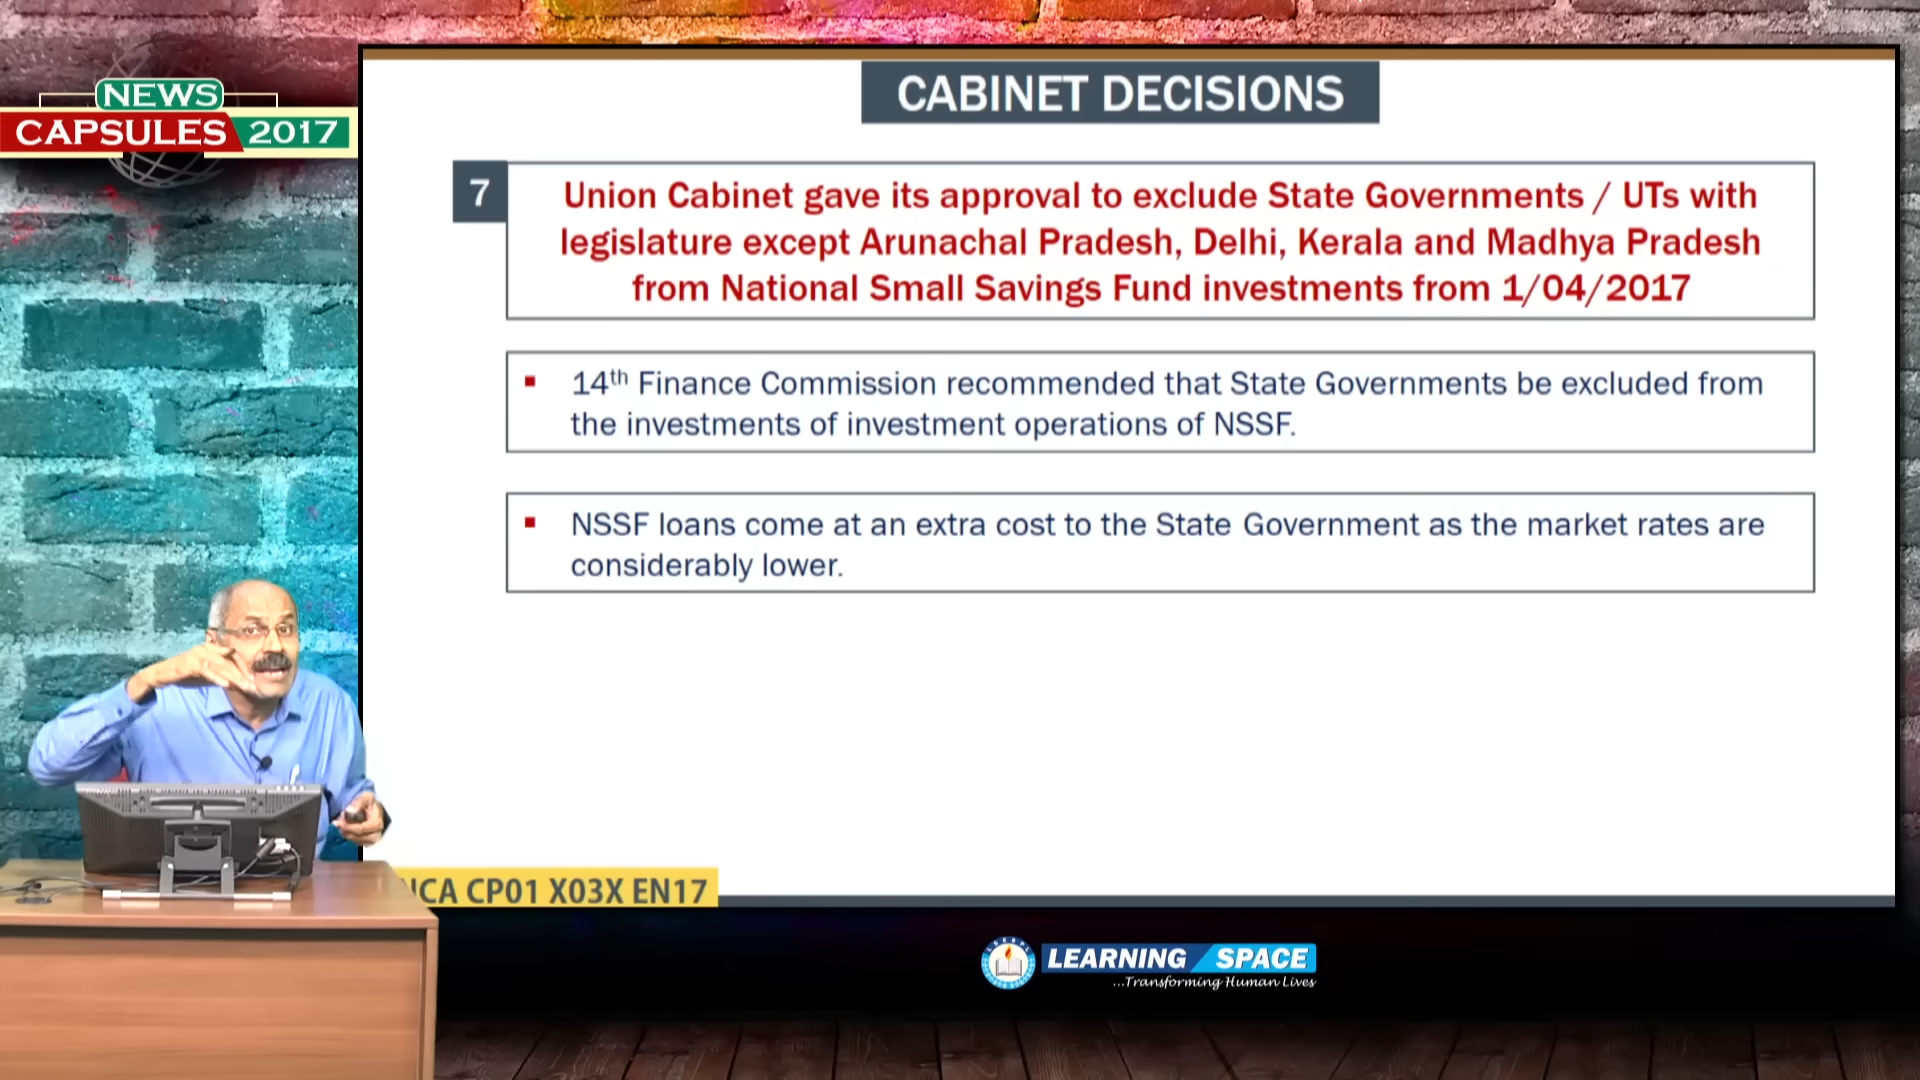 NEWS
CAPSULES 2017
CABINET DECISIONS
7
Union Cabinet gave its approval to exclude State Governments / UTs with
legislature except Arunachal Pradesh, Delhi, Kerala and Madhya Pradesh
from National Small Savings Fund investments from 1/04/2017
14th Finance Commission recommended that State Governments be excluded from
the investments of investment operations of NSSF.
NSSF loans come at an extra cost to the State Government as the market rates are
considerably lower.
CA CP01 X03X EN17
LEARNING SPACE
...Transforming Human Lives